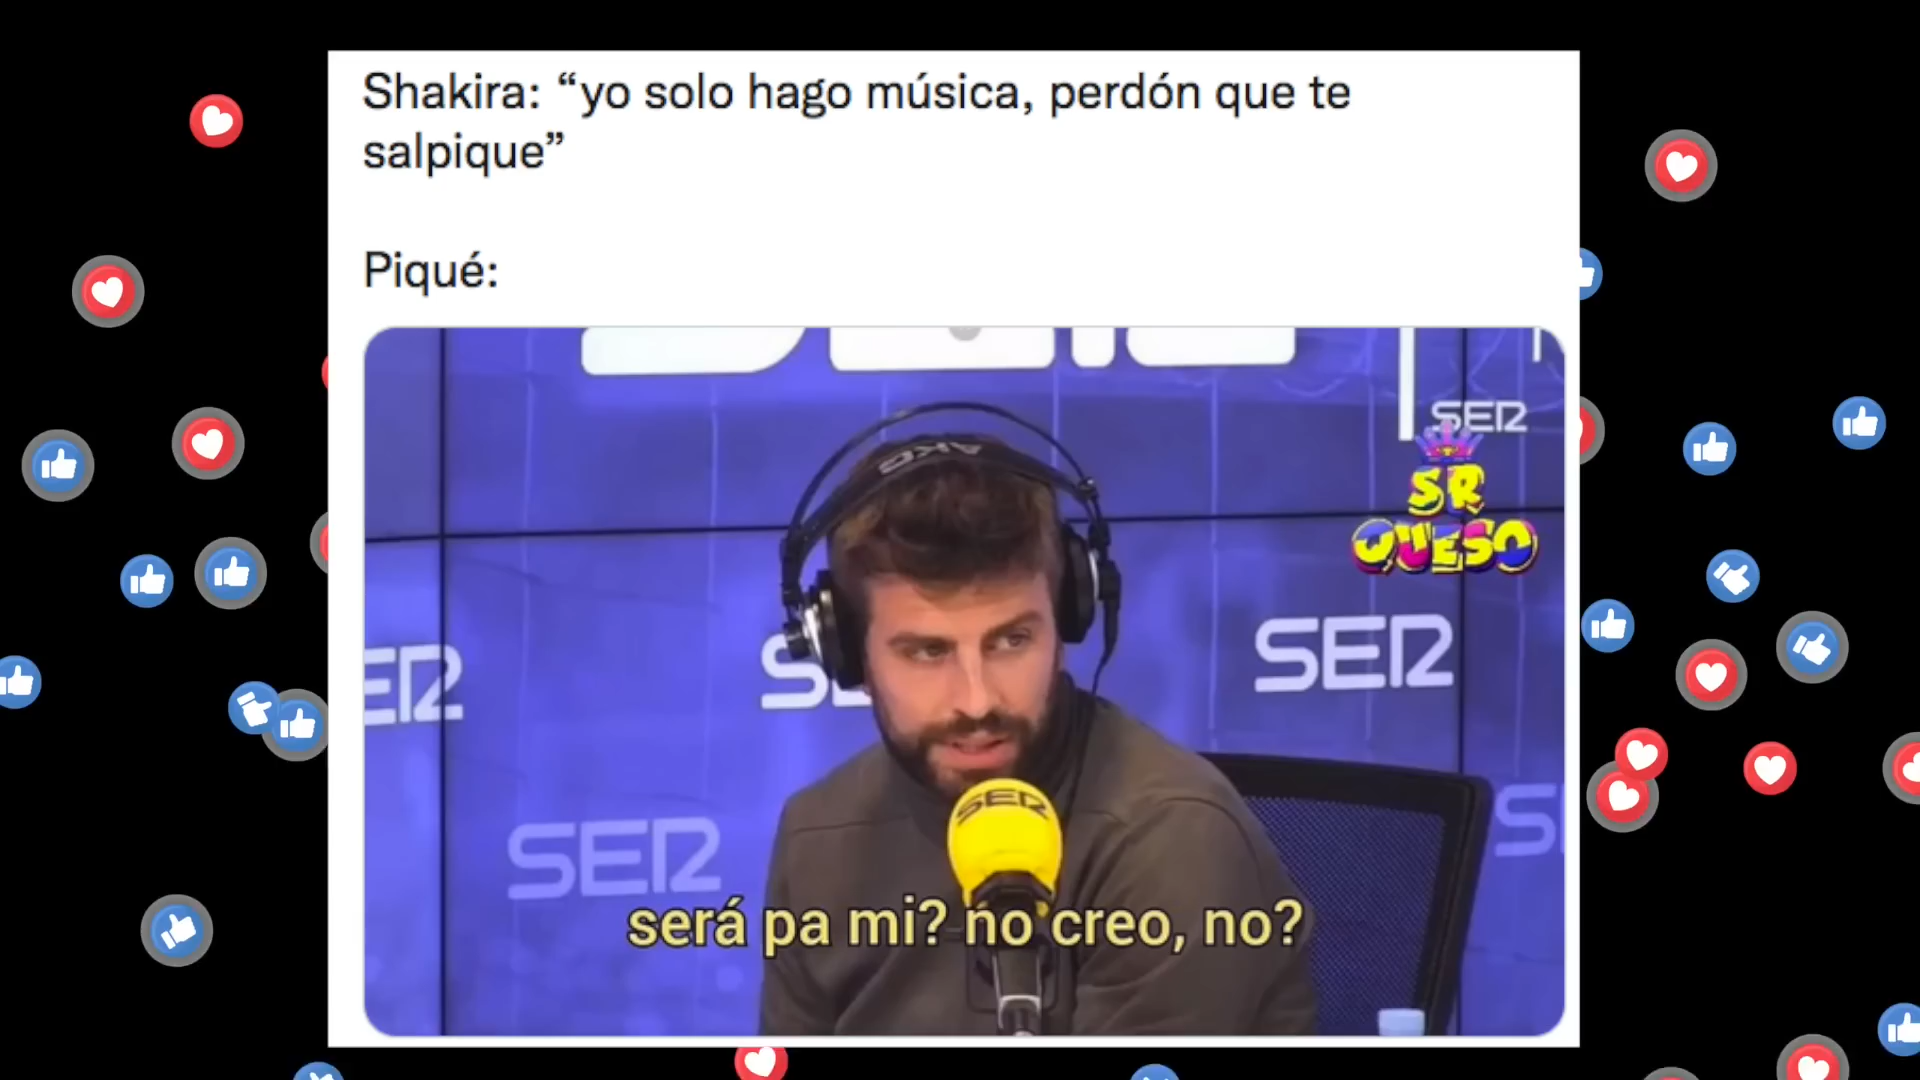 Shakira: “yo solo hago música, perdón que te
salpique”
Piqué:
SER
SR
QUESO
AKG
SER
SER
SER
será pa mi? no creo, no?